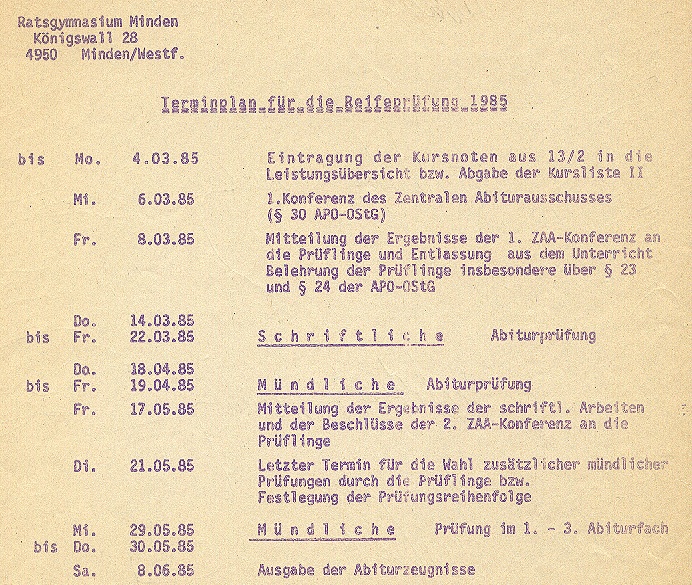 Ratsgymnasium Minden
Königswall 28
4950 Minden/Westf.
Terminplan für die Reifeprüfung 1985
bis Mo. 4.03.85 Eintragung der Kursnoten aus 13/2 in die
Leistungsübersicht bzw. Abgabe der Kursliste II
Mi. 6.03.85 1.Konferenz des Zentralen Abiturausschusses
(§ 30 APO-OStG)
Fr. 8.03.85 Mitteilung der Ergebnisse der 1. ZAA-Konferenz an
die Prüflinge und Entlassung aus dem Unterricht
Belehrung der Prüflinge insbesondere über § 23
und § 24 der APO-OStG
Do. 14.03.85
bis Fr. 22.03.85 S c h r i f t l i c h e Abiturprüfung
Do. 18.04.85
bis Fr. 19.04.85 M ü n d l i c h e Abiturprüfung
Fr. 17.05.85 Mitteilung der Ergebnisse der schriftl. Arbeiten
und der Beschlüsse der 2. ZAA-Konferenz an die
Prüflinge
Di. 21.05.85 Letzter Termin für die Wahl zusätzlicher mündlicher
Prüfungen durch die Prüflinge bzw.
Festlegung der Prüfungsreihenfolge
Mi. 29.05.85 M ü n d l i c h e Prüfung im 1. - 3. Abiturfach
bis Do. 30.05.85
Sa. 8.06.85 Ausgabe der Abiturzeugnisse